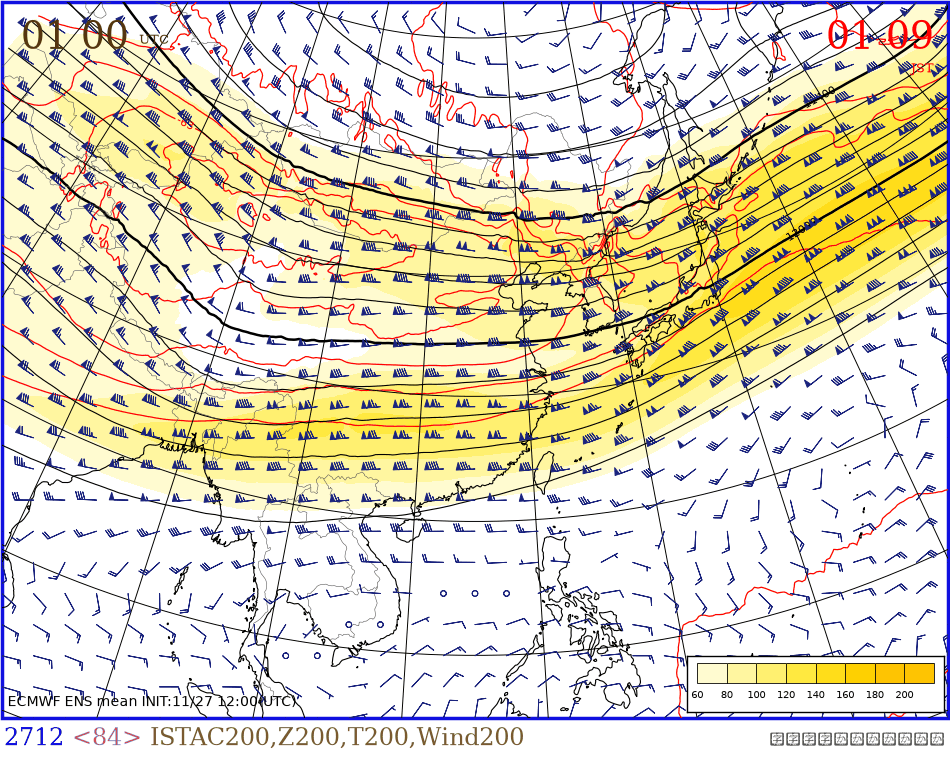 01 00 UTC
01 09
JST
12000
60 80 100 120 140 160 180 200
ECMWF ENS mean INIT:11/27 12:00(UTC)
2712 <84> ISTAC200,Z200,T200,Wind200